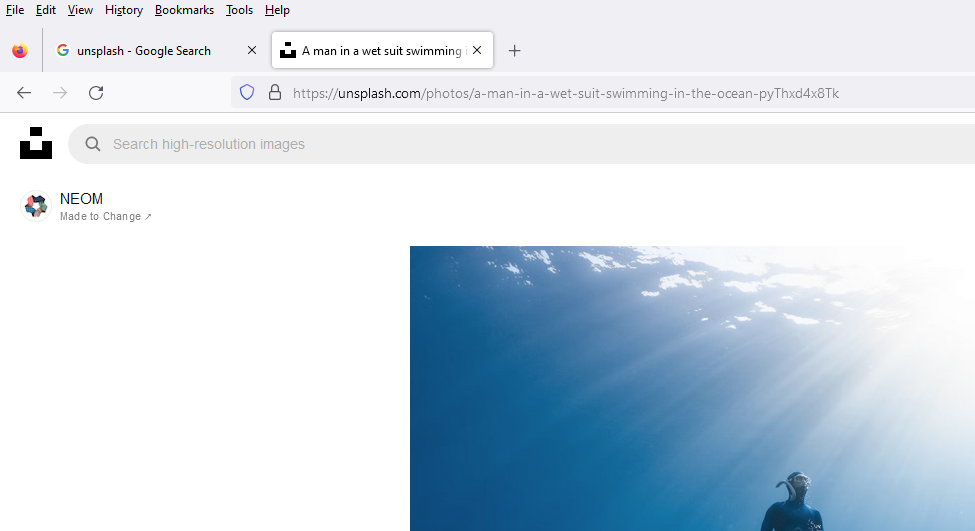 File Edit View History Bookmarks Tools Help
unsplash - Google Search
A man in a wet suit swimming i
https://unsplash.com/photos/a-man-in-a-wet-suit-swimming-in-the-ocean-pyThxd4x8Tk
Search high-resolution images
NEOM
Made to Change ↗